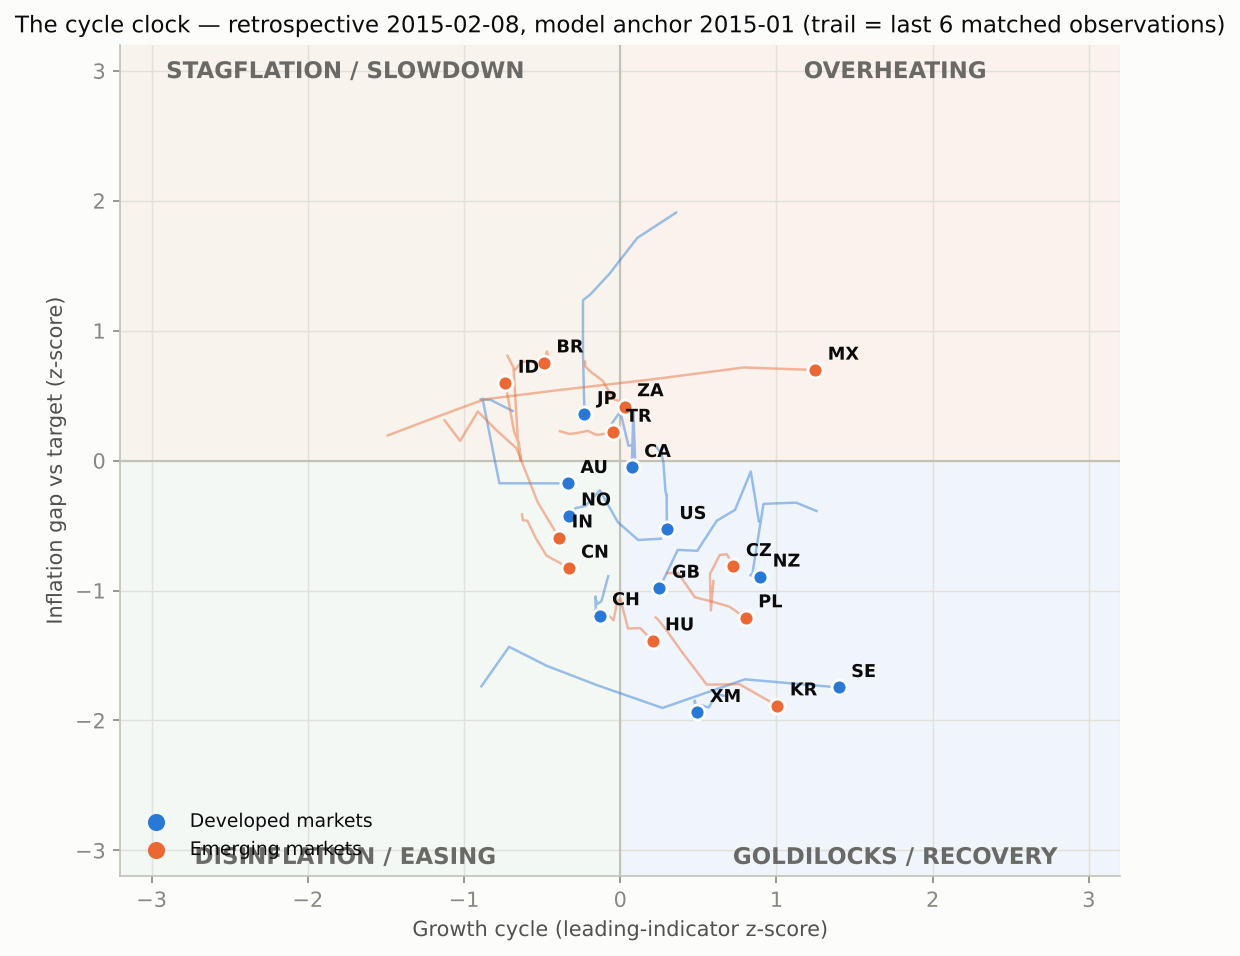 The cycle clock — retrospective 2015-02-08, model anchor 2015-01 (trail = last 6 matched observations)
STAGFLATION / SLOWDOWN
OVERHEATING
3
2
1
0
−1
−2
−3
Inflation gap vs target (z-score)
BR
ID
MX
JP
ZA
TR
CA
AU
NO
IN
US
CN
CZ
NZ
GB
CH
PL
HU
SE
KR
XM
Developed markets
Emerging markets
DISINFLATION / EASING
GOLDILOCKS / RECOVERY
−3
−2
−1
0
1
2
3
Growth cycle (leading-indicator z-score)